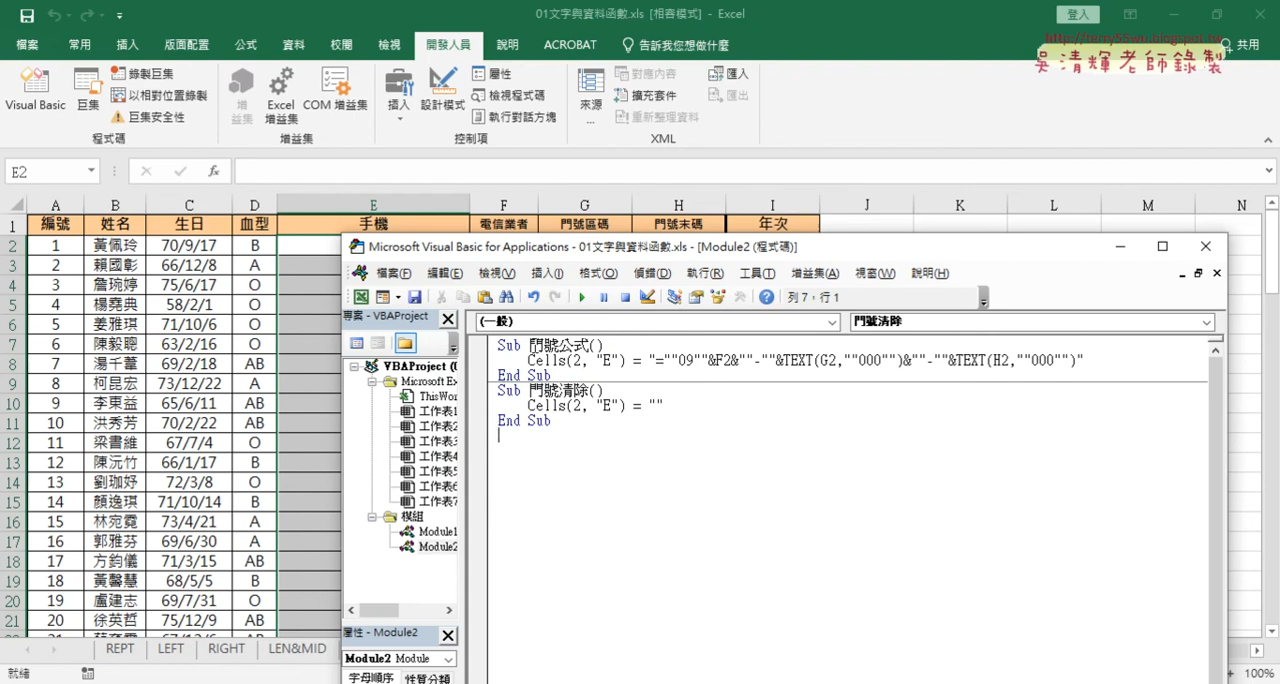 01文字與資料函數.xls [相容模式] - Excel
登入
http://terry55wu.blogspot.tw
吳清輝老師錄製
檔案 常用 插入 版面配置 公式 資料 校閱 檢視 開發人員 說明 ACROBAT 告訴我您想做什麼 共用
Visual Basic 巨集 錄製巨集 以相對位置錄製 巨集安全性 程式碼
增益集 Excel 增益集 COM 增益集 增益集
插入 設計模式 屬性 檢視程式碼 執行對話方塊 控制項
來源 ... 對應內容 擴充套件 重新整理資料 匯入 匯出 XML
E2 fx
A B C D E F G H I J K L M N
1 編號 姓名 生日 血型 手機 電信業者 門號區碼 門號末碼 年次
2 1 黃佩玲 70/9/17 B
3 2 賴國彰 66/12/8 A
4 3 詹琬婷 75/6/17 O
5 4 楊堯典 58/2/1 O
6 5 姜雅琪 71/10/6 O
7 6 陳毅聰 63/2/16 O
8 7 湯千葦 69/2/18 AB
9 8 柯昆宏 73/12/22 A
10 9 李東益 65/6/11 AB
11 10 洪秀芳 70/2/22 AB
12 11 梁書維 67/7/4 O
13 12 陳沅竹 66/1/17 B
14 13 劉珈妤 72/3/8 O
15 14 顏逸琪 71/10/14 B
16 15 林宛霓 73/4/21 A
17 16 郭雅芬 69/6/30 A
18 17 方鈞儀 71/3/15 AB
19 18 黃馨慧 68/5/5 B
20 19 盧建志 69/7/31 O
21 20 徐英哲 75/12/9 AB
REPT LEFT RIGHT LEN&MID
就緒
100%
Microsoft Visual Basic for Applications - 01文字與資料函數.xls - [Module2 (程式碼)]
檔案(F) 編輯(E) 檢視(V) 插入(I) 格式(O) 偵錯(D) 執行(R) 工具(T) 增益集(A) 視窗(W) 說明(H)
列 7，行 1
專案 - VBAProject
VBAProject (
Microsoft Ex
ThisWor
工作表1
工作表2
工作表3
工作表4
工作表5
工作表6
工作表7
模組
Module1
Module2
屬性 - Module2
Module2 Module
字母順序 性質分類
(一般) 門號清除
Sub 門號公式()
Cells(2, "E") = "=""09""&F2&""-""&TEXT(G2,""000"")&""-""&TEXT(H2,""000"")"
End Sub
Sub 門號清除()
Cells(2, "E") = ""
End Sub